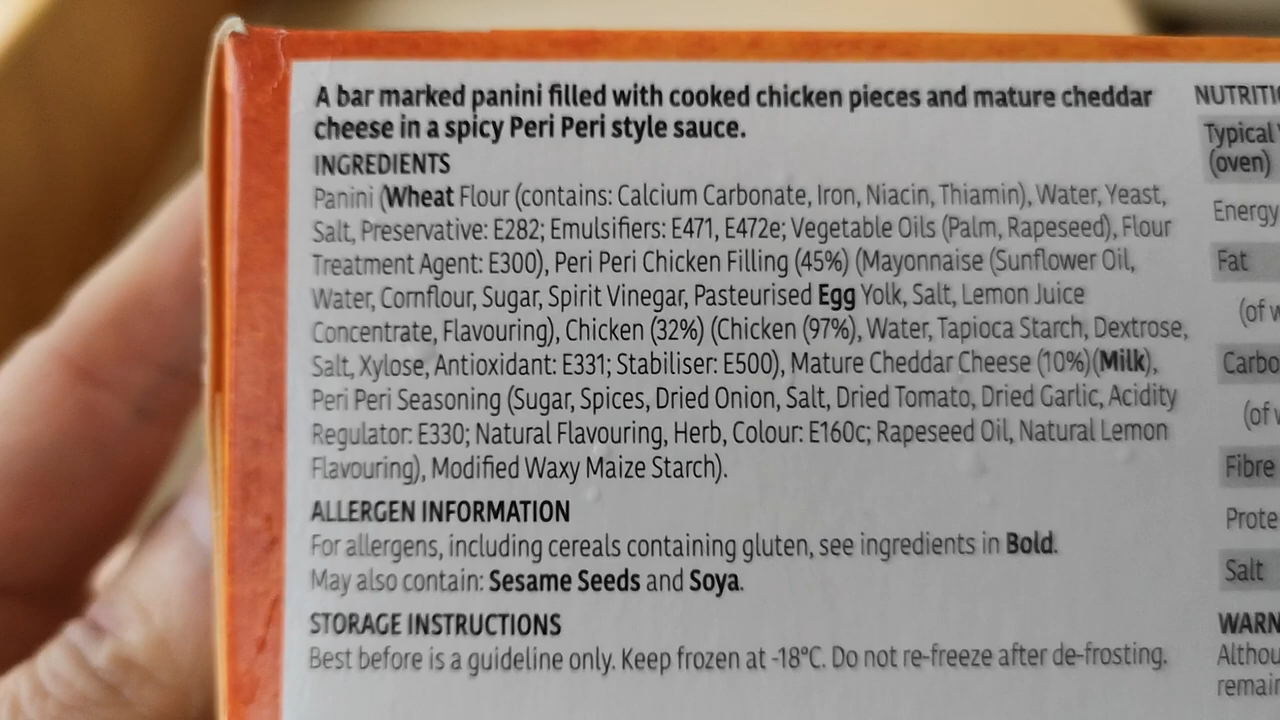 A bar marked panini filled with cooked chicken pieces and mature cheddar
cheese in a spicy Peri Peri style sauce.
INGREDIENTS
Panini (Wheat Flour (contains: Calcium Carbonate, Iron, Niacin, Thiamin), Water, Yeast,
Salt, Preservative: E282; Emulsifiers: E471, E472e; Vegetable Oils (Palm, Rapeseed), Flour
Treatment Agent: E300), Peri Peri Chicken Filling (45%) (Mayonnaise (Sunflower Oil,
Water, Cornflour, Sugar, Spirit Vinegar, Pasteurised Egg Yolk, Salt, Lemon Juice
Concentrate, Flavouring), Chicken (32%) (Chicken (97%), Water, Tapioca Starch, Dextrose,
Salt, Xylose, Antioxidant: E331; Stabiliser: E500), Mature Cheddar Cheese (10%)(Milk),
Peri Peri Seasoning (Sugar, Spices, Dried Onion, Salt, Dried Tomato, Dried Garlic, Acidity
Regulator: E330; Natural Flavouring, Herb, Colour: E160c; Rapeseed Oil, Natural Lemon
Flavouring), Modified Waxy Maize Starch).
ALLERGEN INFORMATION
For allergens, including cereals containing gluten, see ingredients in Bold.
May also contain: Sesame Seeds and Soya.
STORAGE INSTRUCTIONS
Best before is a guideline only. Keep frozen at -18°C. Do not re-freeze after de-frosting.
Typical
(oven)
Energy
Fat
(of
(of
Fibre
Salt